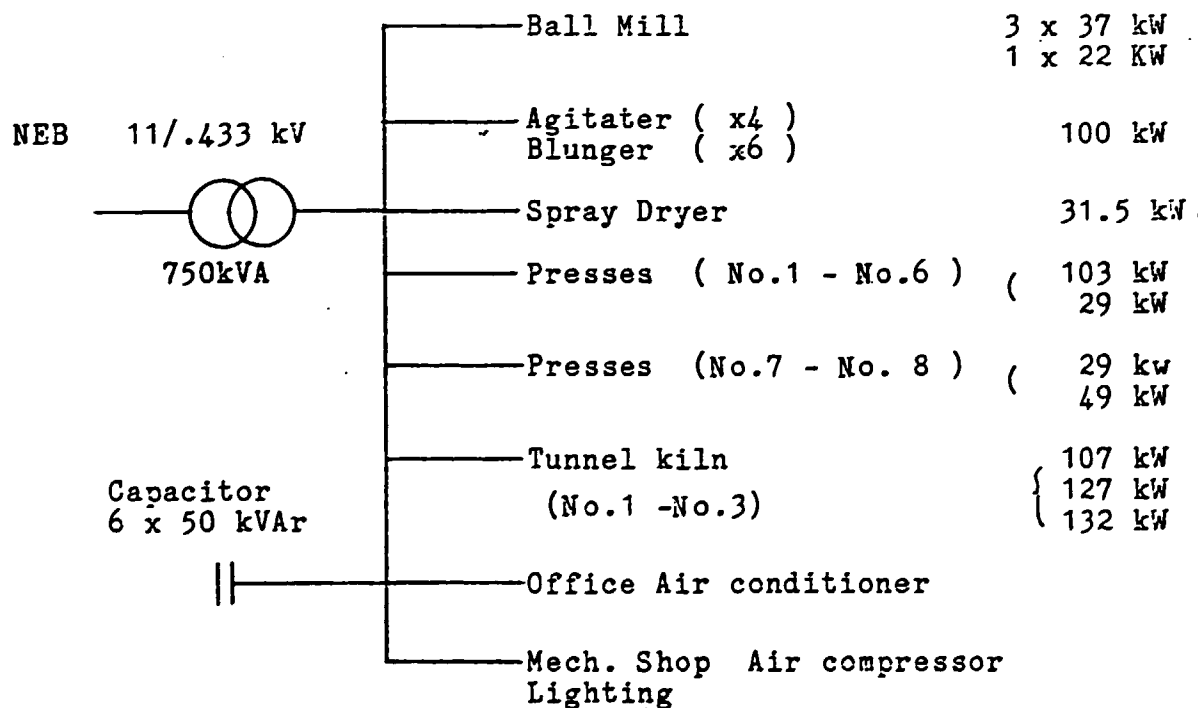 Ball Mill 3 x 37 kW
1 x 22 KW
NEB 11/.433 kV
Agitater ( x4 ) 100 kW
Blunger ( x6 )
Spray Dryer 31.5 kW
750kVA
Presses ( No.1 - No.6 ) ( 103 kW
29 kW
Presses (No.7 - No. 8 ) ( 29 kw
49 kW
Tunnel kiln 107 kW
(No.1 -No.3) { 127 kW
132 kW
Capacitor
6 x 50 kVAr
Office Air conditioner
Mech. Shop Air compressor
Lighting